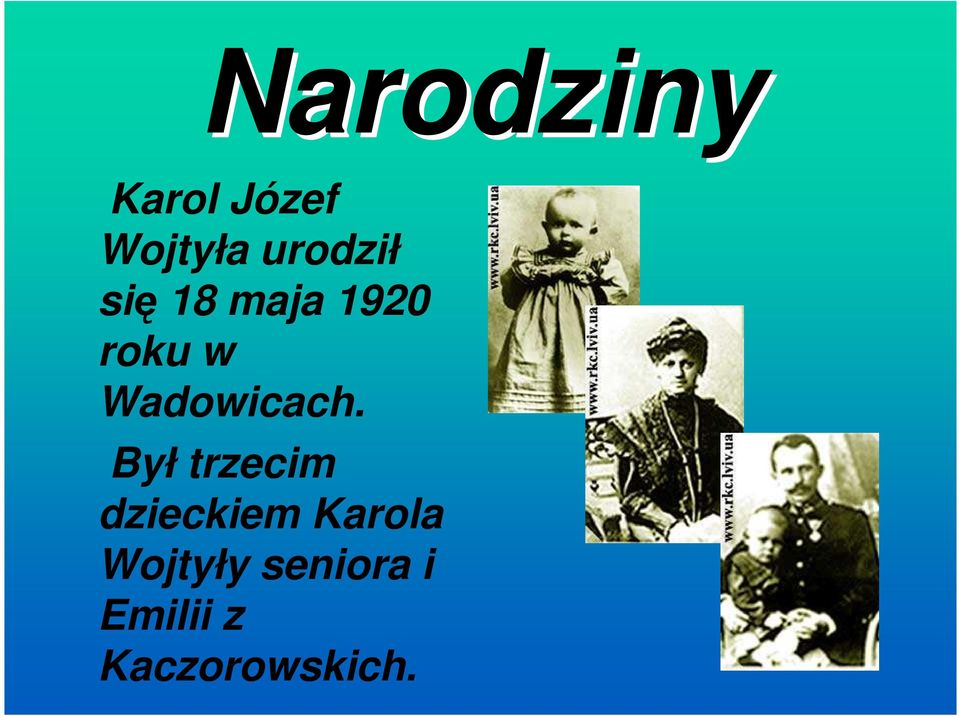 Narodziny
Karol Józef
Wojtyła urodził
się 18 maja 1920
roku w
Wadowicach.
Był trzecim
dzieckiem Karola
Wojtyły seniora i
Emilii z
Kaczorowskich.
www.rkc.lviv.ua
www.rkc.lviv.ua
www.rkc.lviv.ua